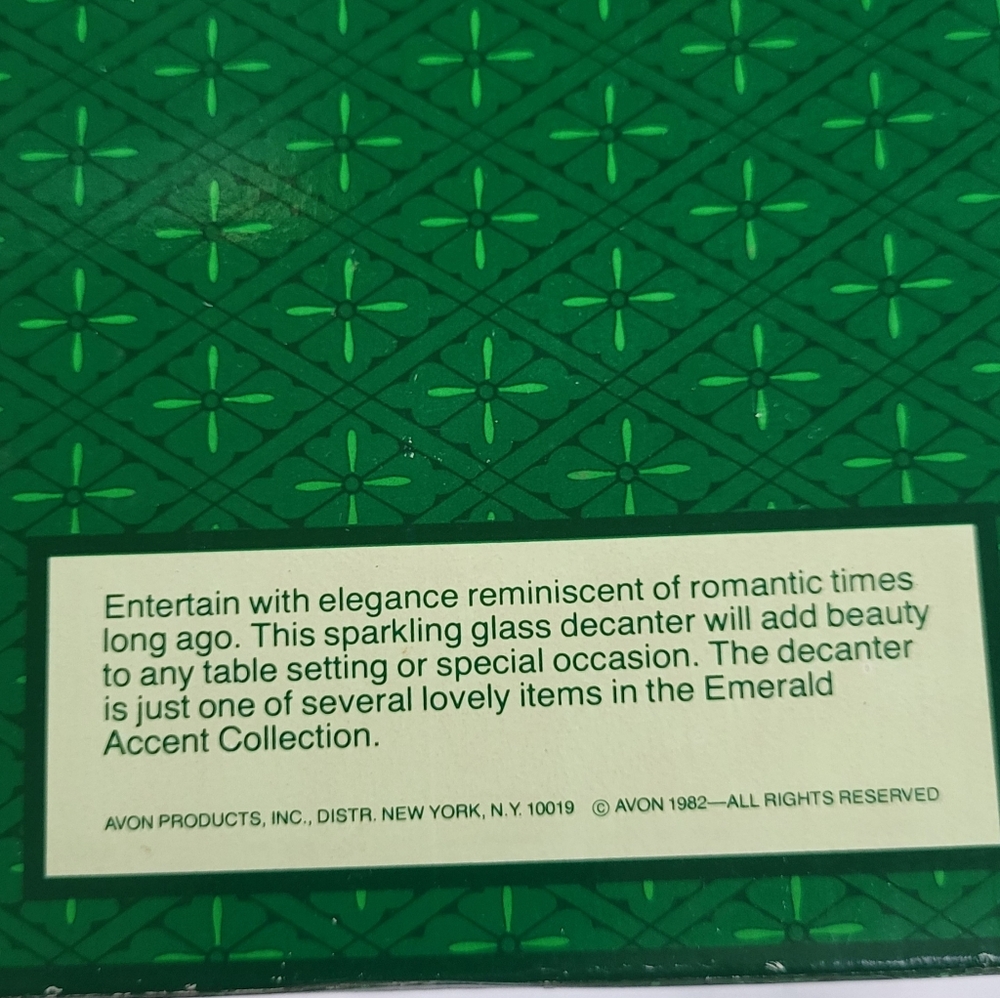 Entertain with elegance reminiscent of romantic times
long ago. This sparkling glass decanter will add beauty
to any table setting or special occasion. The decanter
is just one of several lovely items in the Emerald
Accent Collection.
AVON PRODUCTS, INC., DISTR. NEW YORK, N.Y. 10019 © AVON 1982—ALL RIGHTS RESERVED